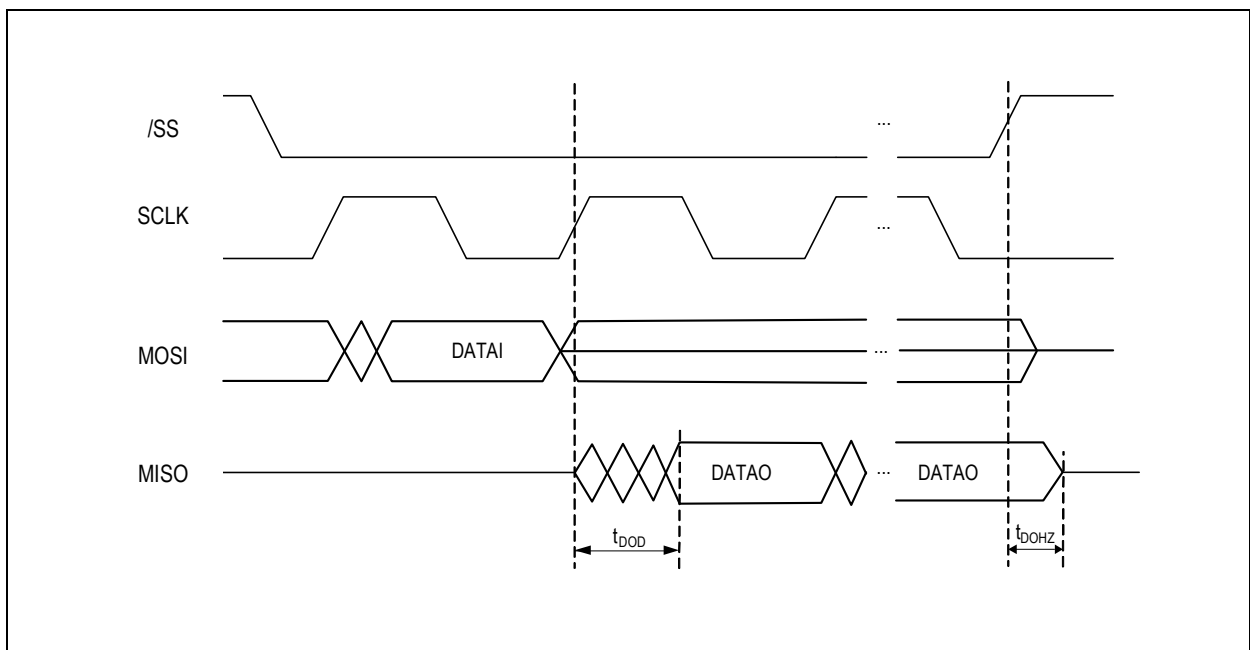 /SS
...
SCLK
...
MOSI
DATAI
...
MISO
DATAO
...
DATAO
tDOD
tDOHZ